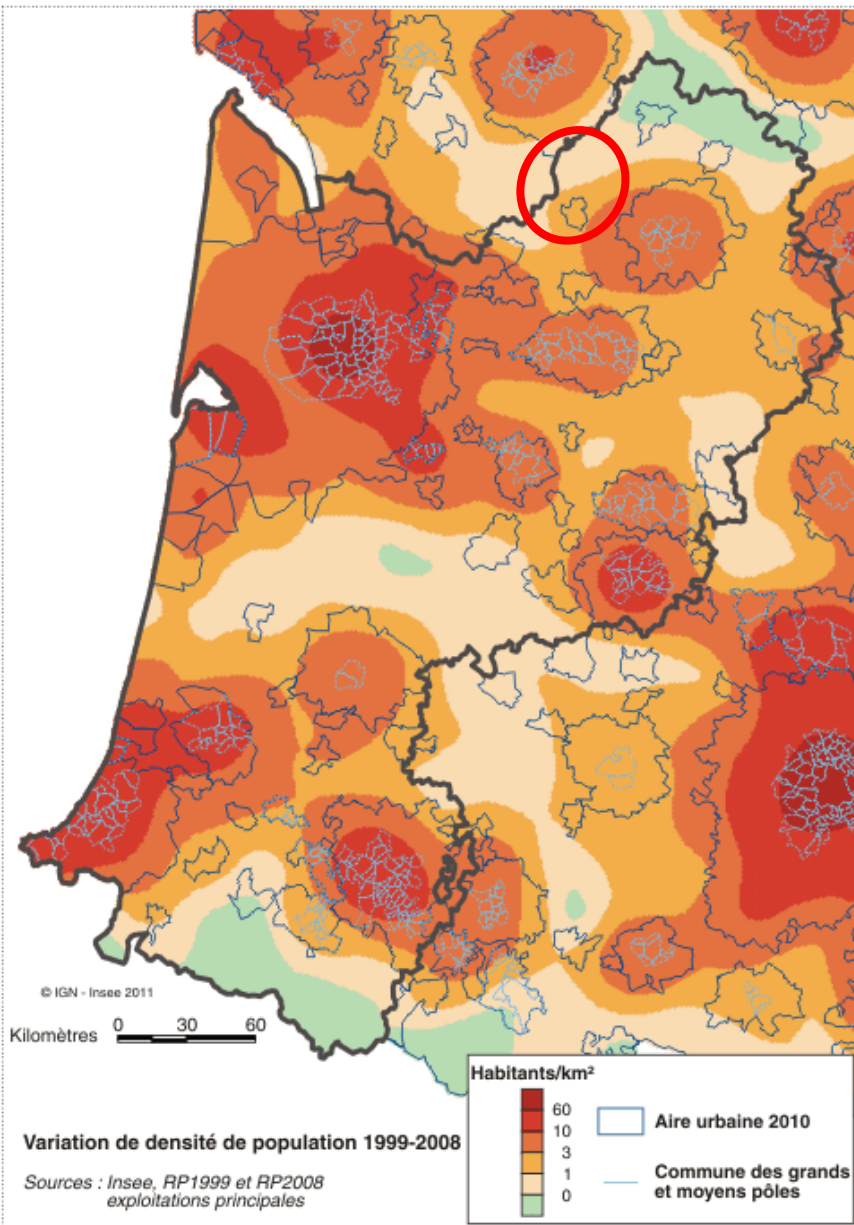 © IGN - Insee 2011
Kilomètres 0 30 60
Habitants/km²
60
10
3
1
0
Aire urbaine 2010
Commune des grands
et moyens pôles
Variation de densité de population 1999-2008
Sources : Insee, RP1999 et RP2008
exploitations principales